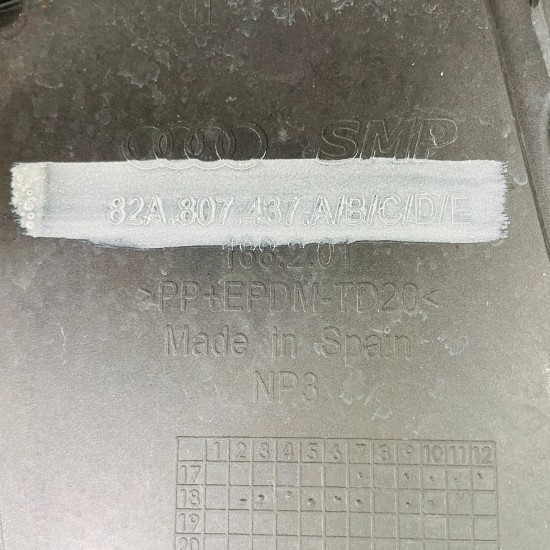 SMP
82A.807.437.A/B/C/D/E
168.2.01
>PP+EPDM-TD20<
Made in Spain
NP3
1 2 3 4 5 6 7 8 9 10 11 12
17
18
19
20